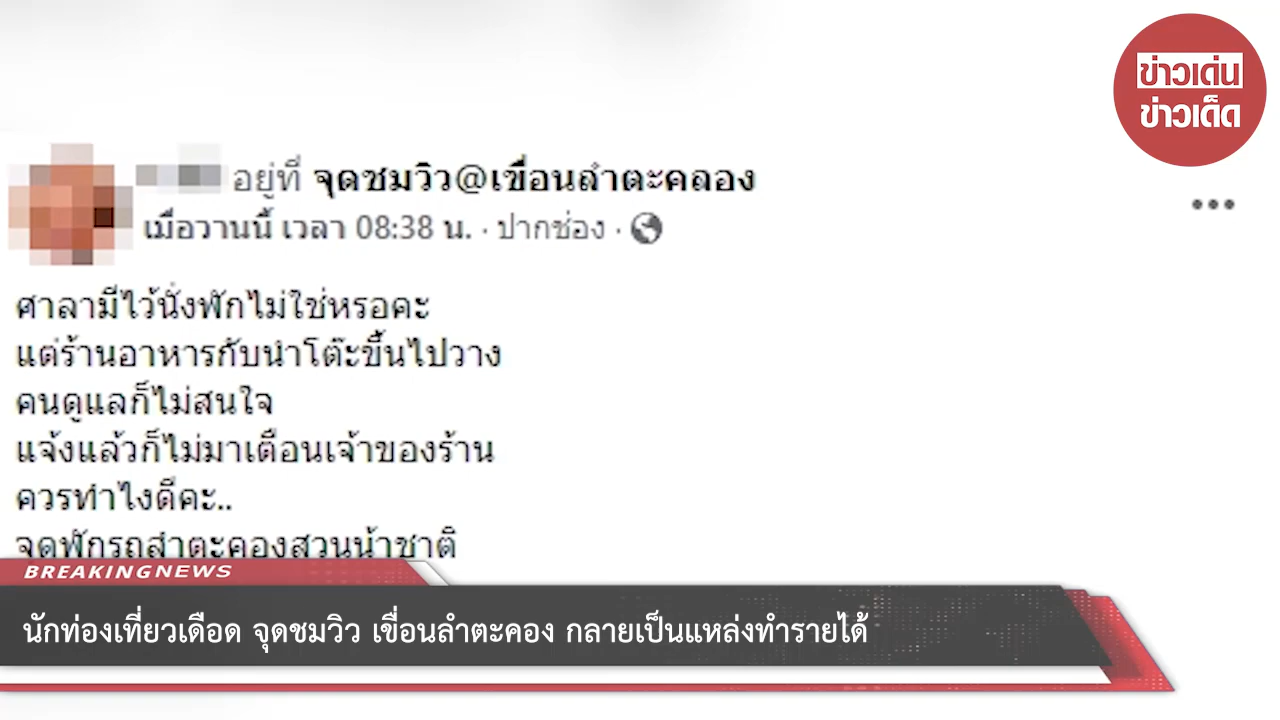 ข่าวเด่น
ข่าวเด็ด
อยู่ที่ จุดชมวิว@เขื่อนลำตะคลอง
เมื่อวานนี้ เวลา 08:38 น. · ปากช่อง ·
ศาลามีไว้นั่งพักไม่ใช่หรอคะ
แต่ร้านอาหารกับนำโต๊ะขึ้นไปวาง
คนดูแลก็ไม่สนใจ
แจ้งแล้วก็ไม่มาเตือนเจ้าของร้าน
ควรทำไงดีคะ..
จุดพักรถลำตะคองสวนน้ำชาติ
BREAKING NEWS
นักท่องเที่ยวเดือด จุดชมวิว เขื่อนลำตะคอง กลายเป็นแหล่งทำรายได้